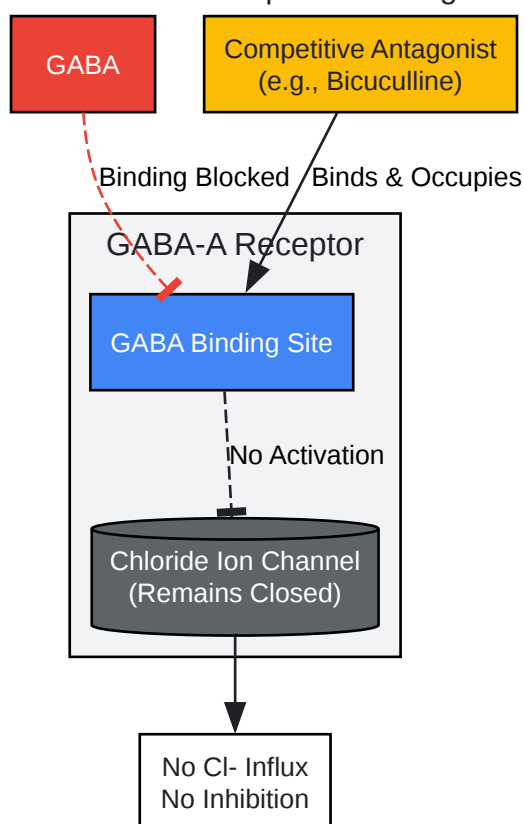 GABA
Competitive Antagonist
(e.g., Bicuculline)
Binding Blocked
Binds & Occupies
GABA-A Receptor
GABA Binding Site
No Activation
Chloride Ion Channel
(Remains Closed)
No Cl- Influx
No Inhibition